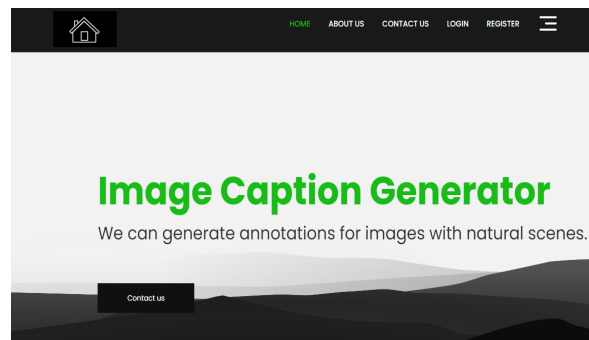 HOME ABOUT US CONTACT US LOGIN REGISTER
Image Caption Generator
We can generate annotations for images with natural scenes.
Contact us